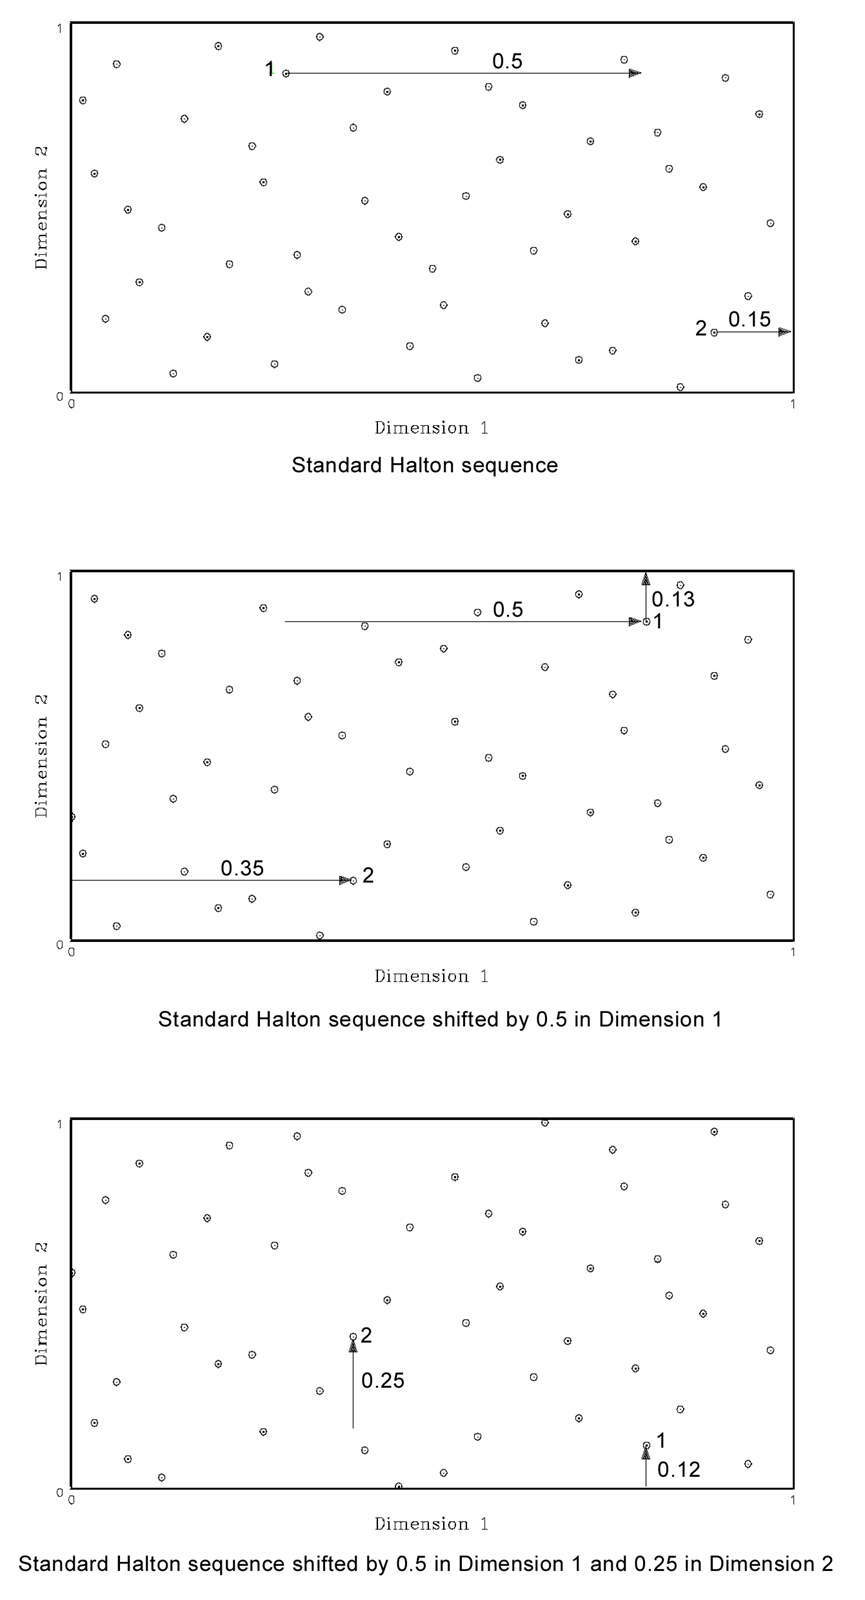 1
1
0.5
Dimension 2
2
0.15
0
0
1
Dimension 1
Standard Halton sequence
1
0.13
0.5
1
Dimension 2
0.35
2
0
0
1
Dimension 1
Standard Halton sequence shifted by 0.5 in Dimension 1
1
Dimension 2
2
0.25
1
0.12
0
0
1
Dimension 1
Standard Halton sequence shifted by 0.5 in Dimension 1 and 0.25 in Dimension 2